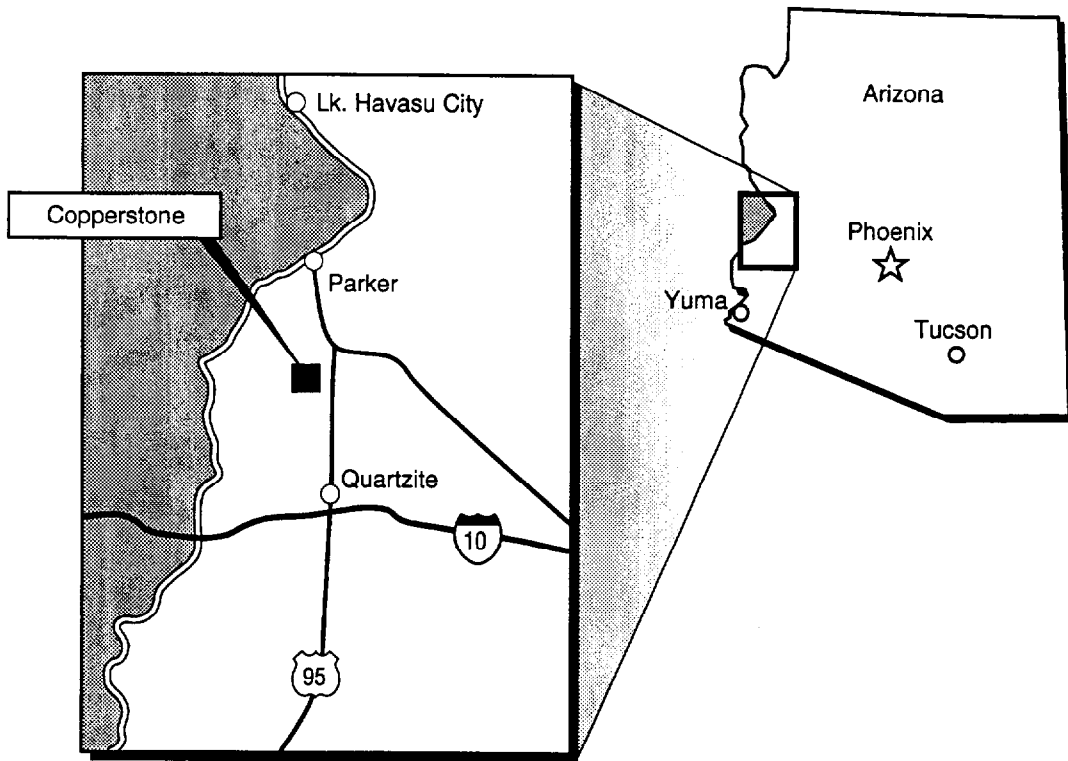 Lk. Havasu City
Copperstone
Parker
Quartzite
10
95
Arizona
Phoenix
Yuma
Tucson